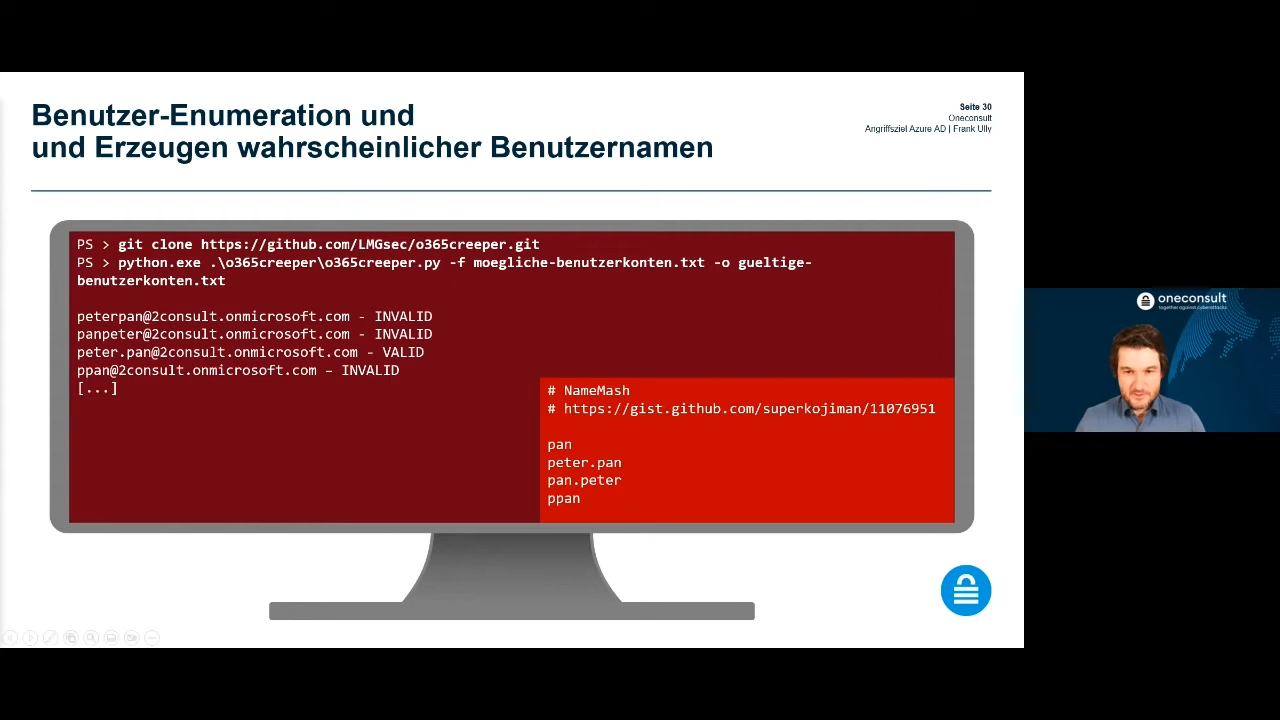 Benutzer-Enumeration und
und Erzeugen wahrscheinlicher Benutzernamen
Seite 30
Oneconsult
Angriffsziel Azure AD | Frank Ully
PS > git clone https://github.com/LMGsec/o365creeper.git
PS > python.exe .\o365creeper\o365creeper.py -f moegliche-benutzerkonten.txt -o gueltige-
benutzerkonten.txt
peterpan@2consult.onmicrosoft.com - INVALID
panpeter@2consult.onmicrosoft.com - INVALID
peter.pan@2consult.onmicrosoft.com - VALID
ppan@2consult.onmicrosoft.com – INVALID
[...]
# NameMash
# https://gist.github.com/superkojiman/11076951
pan
peter.pan
pan.peter
ppan
oneconsult
together against cyberattacks